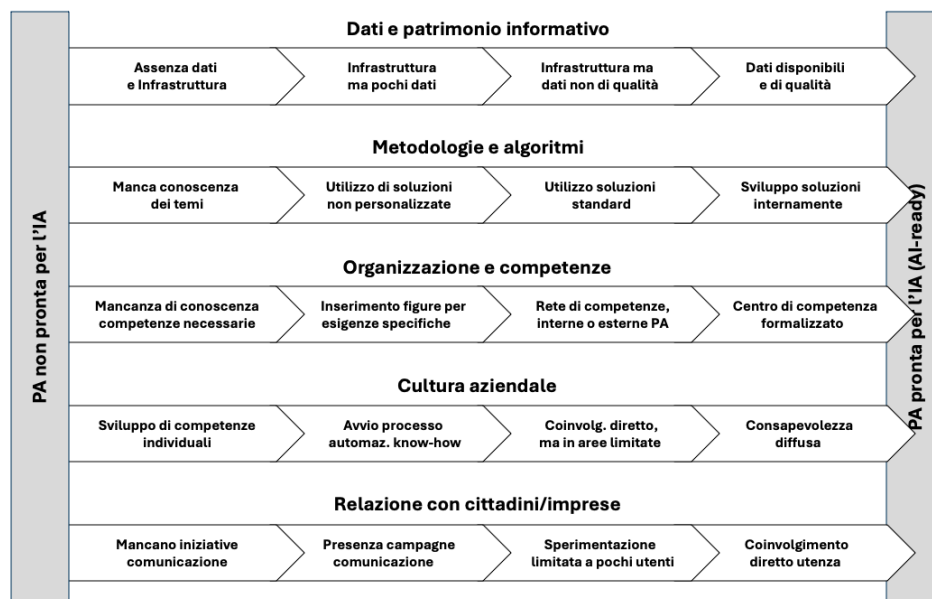 Dati e patrimonio informativo
Assenza dati
e Infrastruttura
Infrastruttura
ma pochi dati
Infrastruttura ma
dati non di qualità
Dati disponibili
e di qualità
Metodologie e algoritmi
Manca conoscenza
dei temi
Utilizzo di soluzioni
non personalizzate
Utilizzo soluzioni
standard
Sviluppo soluzioni
internamente
Organizzazione e competenze
Mancanza di conoscenza
competenze necessarie
Inserimento figure per
esigenze specifiche
Rete di competenze,
interne o esterne PA
Centro di competenza
formalizzato
Cultura aziendale
Sviluppo di competenze
individuali
Avvio processo
automaz. know-how
Coinvolg. diretto,
ma in aree limitate
Consapevolezza
diffusa
Relazione con cittadini/imprese
Mancano iniziative
comunicazione
Presenza campagne
comunicazione
Sperimentazione
limitata a pochi utenti
Coinvolgimento
diretto utenza
PA non pronta per l'IA
PA pronta per l'IA (AI-ready)